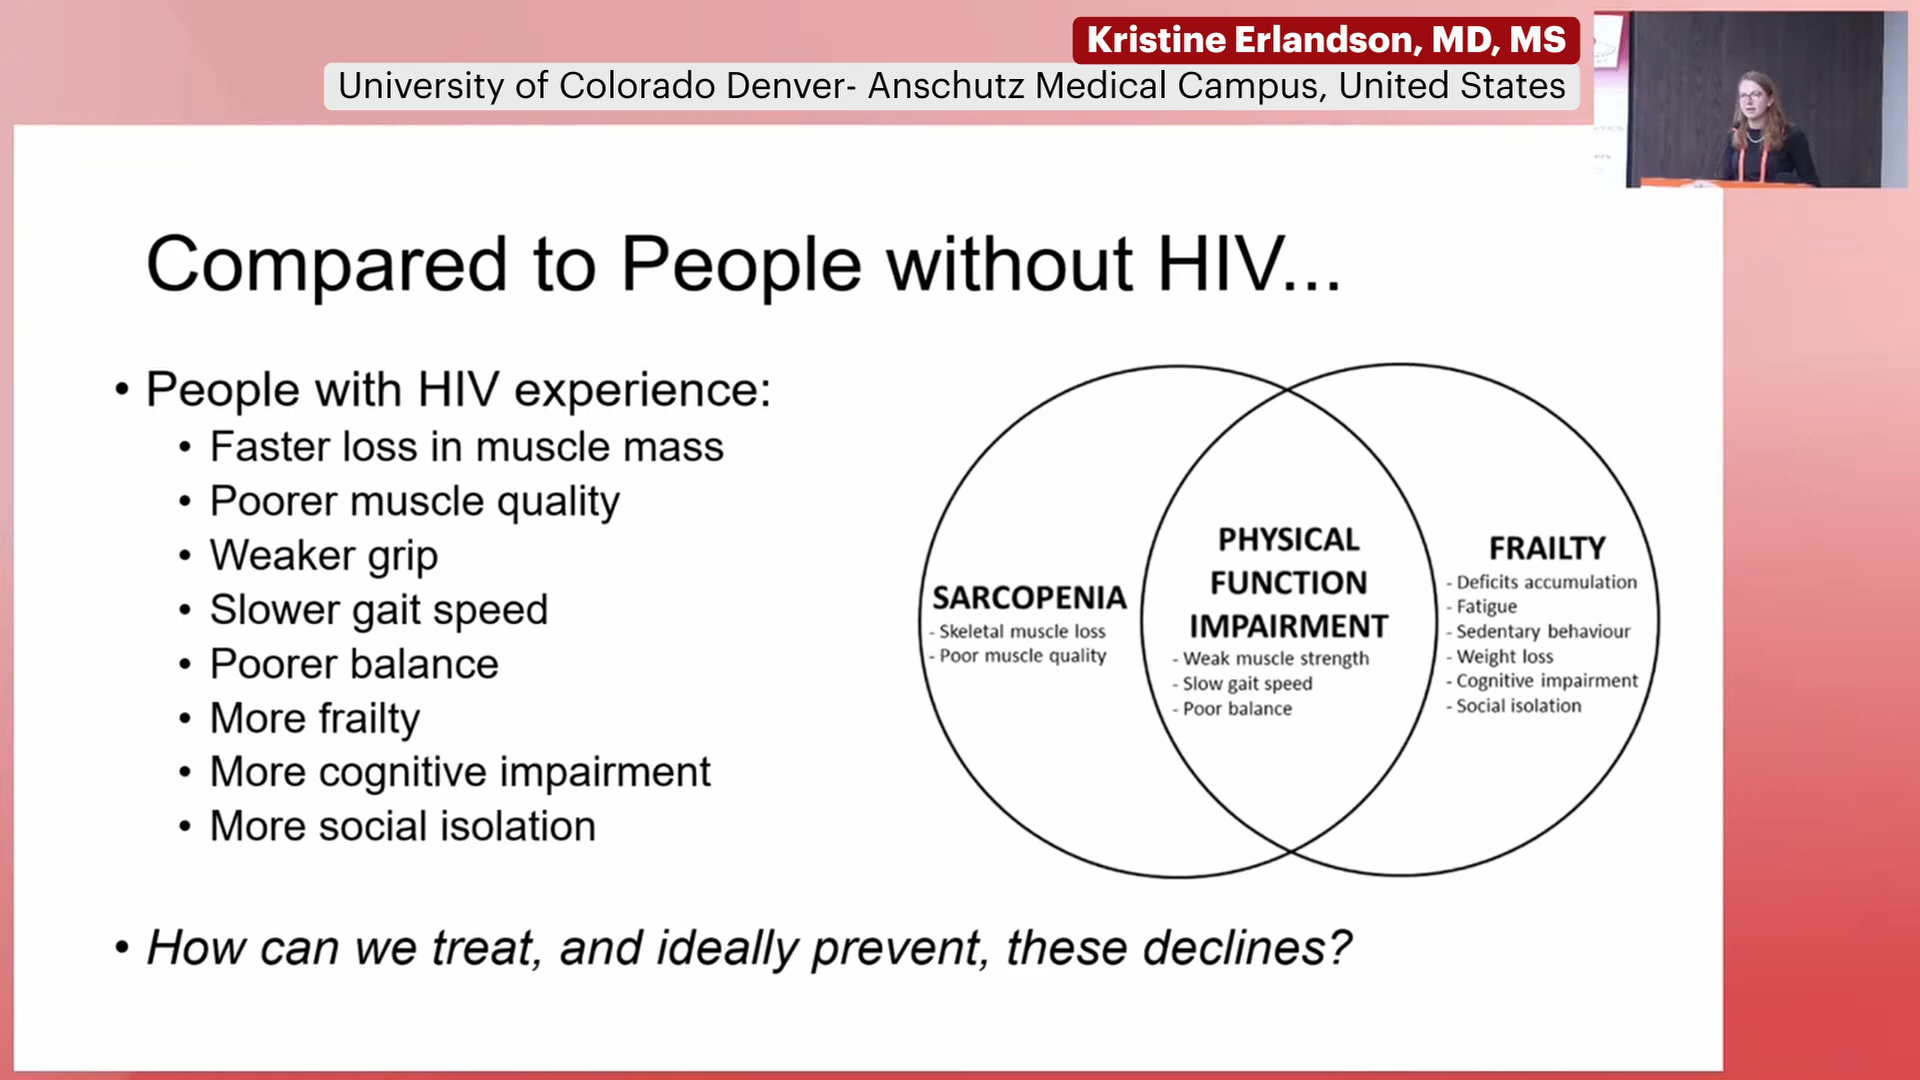 Kristine Erlandson, MD, MS
University of Colorado Denver- Anschutz Medical Campus, United States
Compared to People without HIV...
• People with HIV experience:
• Faster loss in muscle mass
• Poorer muscle quality
• Weaker grip
• Slower gait speed
• Poorer balance
• More frailty
• More cognitive impairment
• More social isolation
SARCOPENIA
- Skeletal muscle loss
- Poor muscle quality
PHYSICAL
FUNCTION
IMPAIRMENT
- Weak muscle strength
- Slow gait speed
- Poor balance
FRAILTY
- Deficits accumulation
- Fatigue
- Sedentary behaviour
- Weight loss
- Cognitive impairment
- Social isolation
• How can we treat, and ideally prevent, these declines?